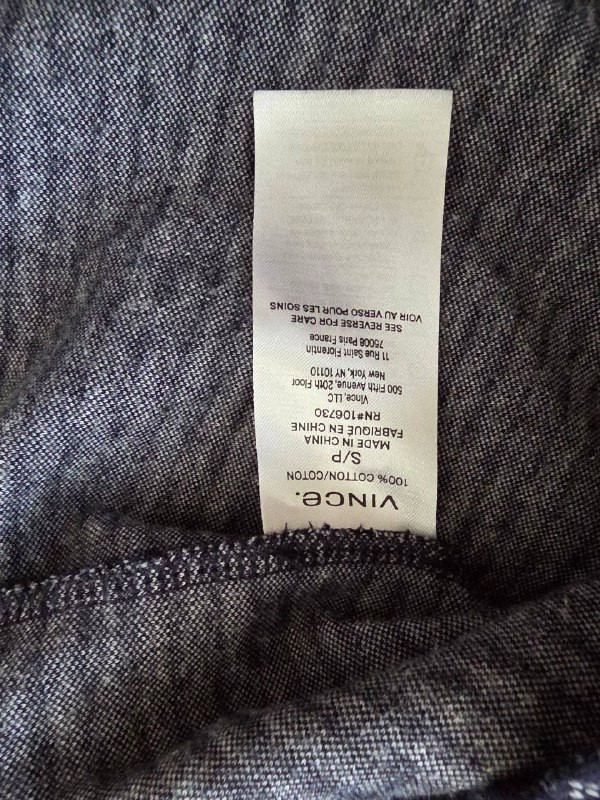 VINCE.
100% COTTON/COTON
S/P
MADE IN CHINA
FABRIQUÉ EN CHINE
RN#106730
Vince, LLC
500 Fifth Avenue, 20th Floor
New York, NY 10110
11 Rue Saint Florentin
75008 Paris France
SEE REVERSE FOR CARE
VOIR AU VERSO POUR LES SOINS